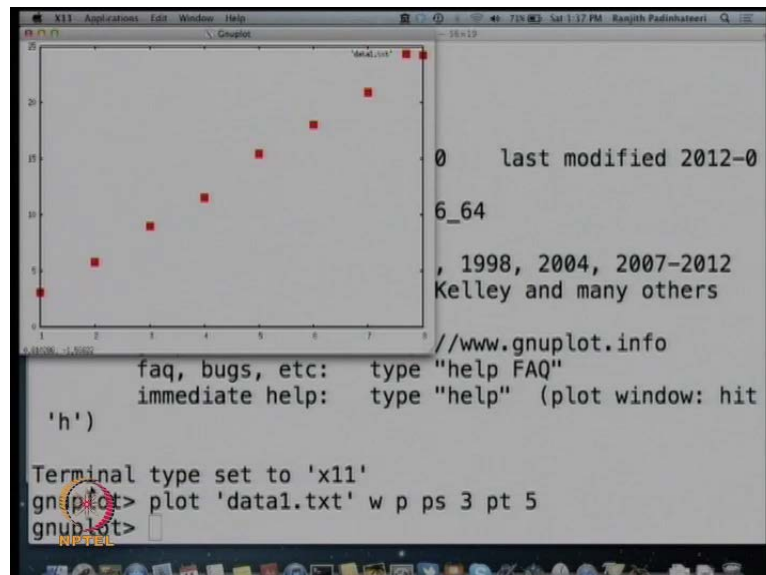 X11 Applications Edit Window Help 71% Sat 1:37 PM Ranjith Padinhateeri
Gnuplot
'data1.txt'
25
20
15
10
5
0
1 2 3 4 5 6 7 8
0 last modified 2012-0
6_64
, 1998, 2004, 2007-2012
Kelley and many others
//www.gnuplot.info
faq, bugs, etc: type "help FAQ"
immediate help: type "help" (plot window: hit
'h')
Terminal type set to 'x11'
gnuplot> plot 'data1.txt' w p ps 3 pt 5
gnuplot>
NPTEL